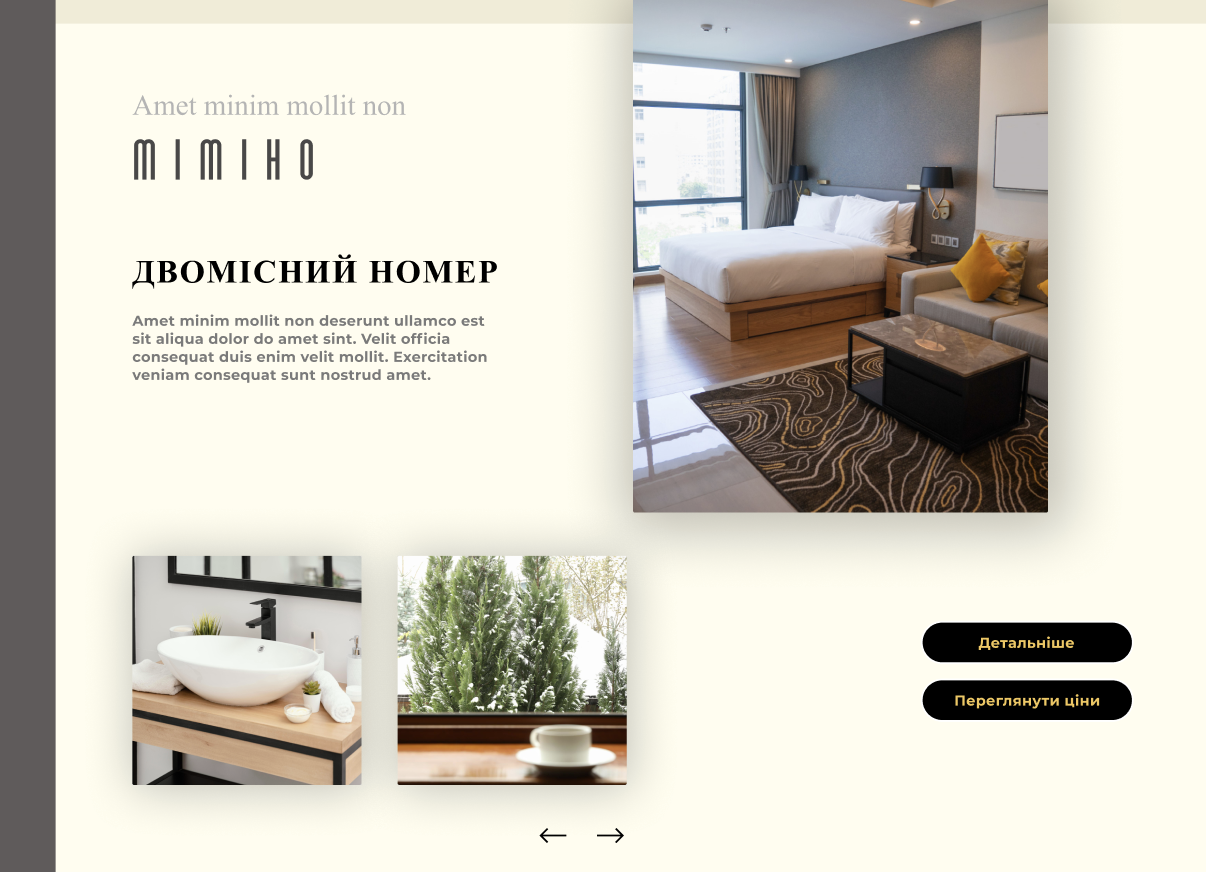 Amet minim mollit non
MIMIHO
ДВОМІСНИЙ НОМЕР
Amet minim mollit non deserunt ullamco est
sit aliqua dolor do amet sint. Velit officia
consequat duis enim velit mollit. Exercitation
veniam consequat sunt nostrud amet.
Детальніше
Переглянути ціни